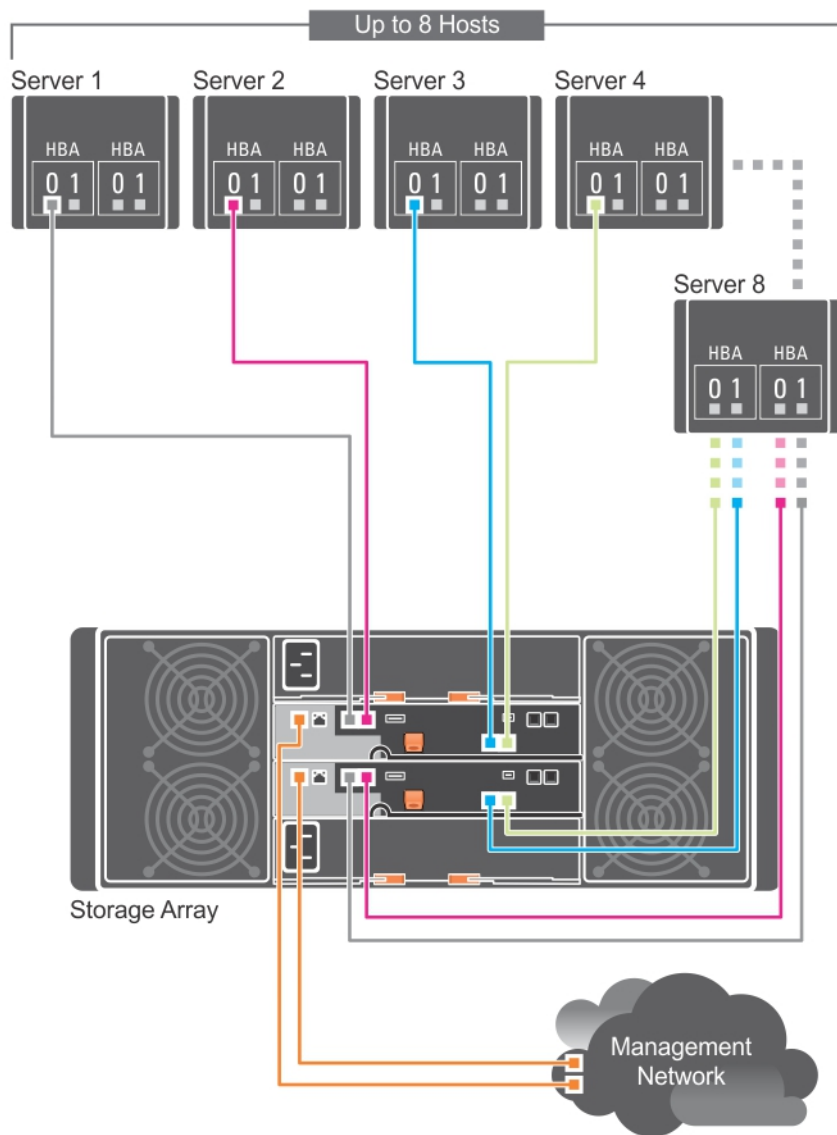 Up to 8 Hosts
Server 1 Server 2 Server 3 Server 4
HBA HBA HBA HBA HBA HBA HBA HBA
0 1 0 1 0 1 0 1 0 1 0 1 0 1 0 1
Server 8
HBA HBA
0 1 0 1
Storage Array
Management
Network